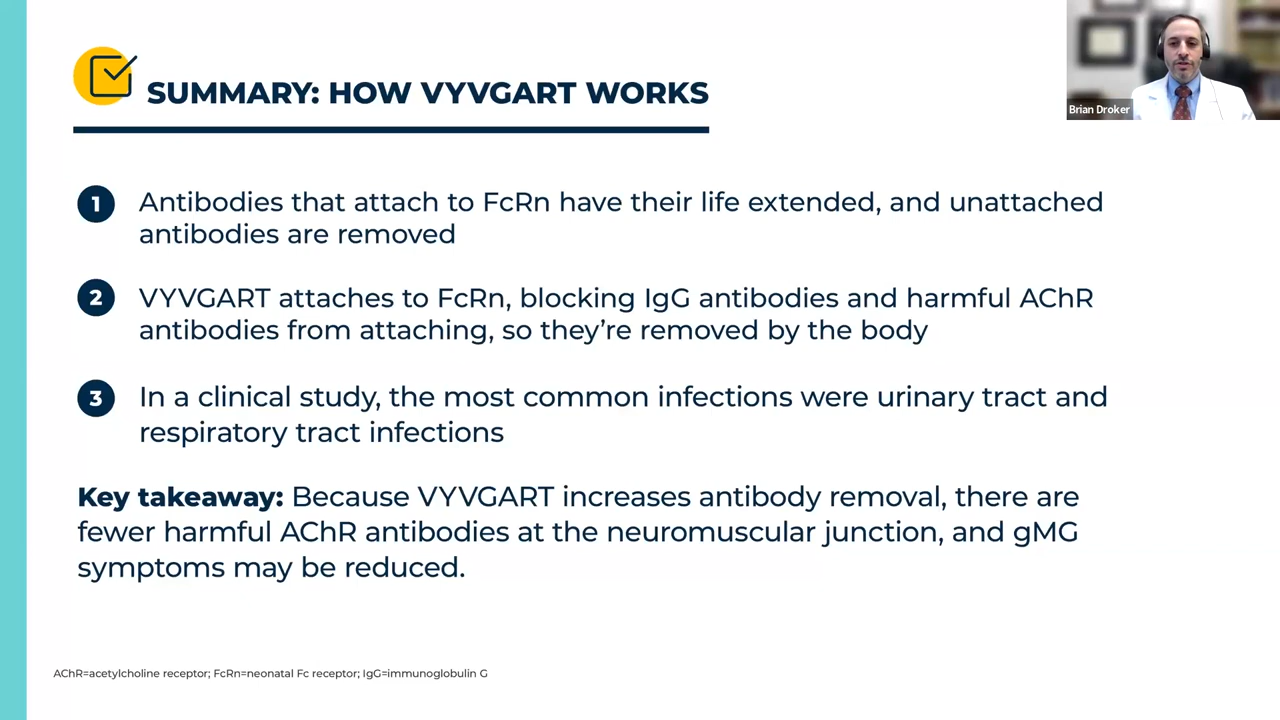 SUMMARY: HOW VYVGART WORKS
Brian Droker
1 Antibodies that attach to FcRn have their life extended, and unattached
antibodies are removed
2 VYVGART attaches to FcRn, blocking IgG antibodies and harmful AChR
antibodies from attaching, so they’re removed by the body
3 In a clinical study, the most common infections were urinary tract and
respiratory tract infections
Key takeaway: Because VYVGART increases antibody removal, there are
fewer harmful AChR antibodies at the neuromuscular junction, and gMG
symptoms may be reduced.
AChR=acetylcholine receptor; FcRn=neonatal Fc receptor; IgG=immunoglobulin G